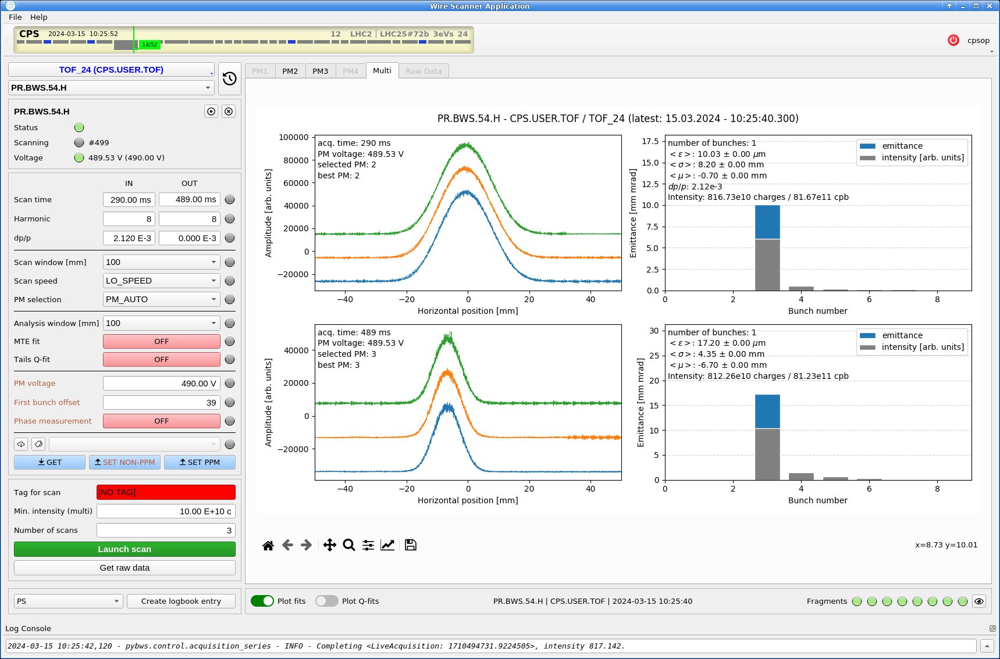 Wire Scanner Application
File Help
CPS 2024-03-15 10:25:52 12 LHC2 LHC25#72b 3eVs 24
14/52
cpsop
TOF_24 (CPS.USER.TOF)
PR.BWS.54.H
PR.BWS.54.H
Status
Scanning #499
Voltage 489.53 V (490.00 V)
IN OUT
Scan time 290.00 ms 489.00 ms
Harmonic 8 8
dp/p 2.120 E-3 0.000 E-3
Scan window [mm] 100
Scan speed LO_SPEED
PM selection PM_AUTO
Analysis window [mm] 100
MTE fit OFF
Tails Q-fit OFF
PM voltage 490.00 V
First bunch offset 39
Phase measurement OFF
GET SET NON-PPM SET PPM
Tag for scan [NO TAG]
Min. intensity (multi) 10.00 E+10 c
Number of scans 3
Launch scan
Get raw data
PS Create logbook entry
PM1 PM2 PM3 PM4 Multi Raw Data
PR.BWS.54.H - CPS.USER.TOF / TOF_24 (latest: 15.03.2024 - 10:25:40.300)
acq. time: 290 ms
PM voltage: 489.53 V
selected PM: 2
best PM: 2
100000
80000
60000
40000
20000
0
−20000
Amplitude [arb. units]
−40 −20 0 20 40
Horizontal position [mm]
number of bunches: 1
< ε >: 10.03 ± 0.00 μm
< σ >: 8.20 ± 0.00 mm
< μ >: -0.70 ± 0.00 mm
dp/p: 2.12e-3
Intensity: 816.73e10 charges / 81.67e11 cpb
emittance
intensity [arb. units]
17.5
15.0
12.5
10.0
7.5
5.0
2.5
0.0
Emittance [mm mrad]
0 2 4 6 8
Bunch number
acq. time: 489 ms
PM voltage: 489.53 V
selected PM: 3
best PM: 3
40000
20000
0
−20000
Amplitude [arb. units]
−40 −20 0 20 40
Horizontal position [mm]
number of bunches: 1
< ε >: 17.20 ± 0.00 μm
< σ >: 4.35 ± 0.00 mm
< μ >: -6.70 ± 0.00 mm
Intensity: 812.26e10 charges / 81.23e11 cpb
emittance
intensity [arb. units]
30
25
20
15
10
5
0
Emittance [mm mrad]
0 2 4 6 8
Bunch number
x=8.73 y=10.01
Plot fits Plot Q-fits PR.BWS.54.H | CPS.USER.TOF | 2024-03-15 10:25:40 Fragments
Log Console
2024-03-15 10:25:42,120 - pybws.control.acquisition_series - INFO - Completing <LiveAcquisition: 1710494731.9224505>, intensity 817.142.